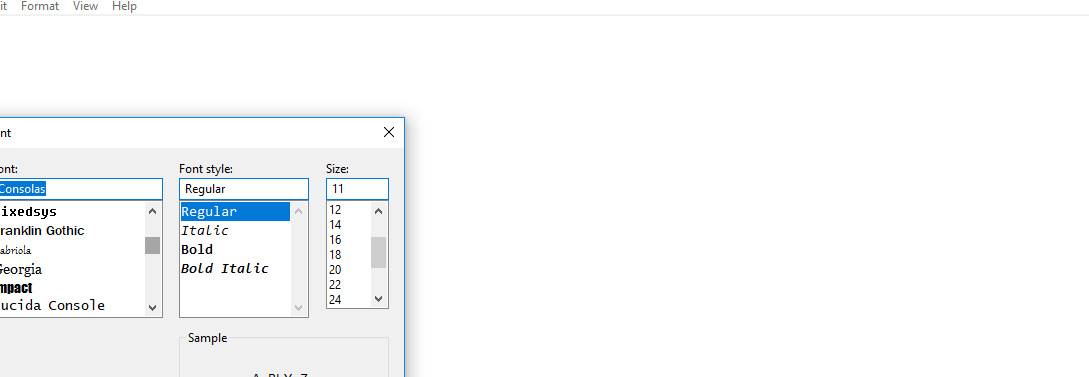 it Format View Help
nt
ont: Font style: Size:
Consolas Regular 11
ixedsys Regular 12
ranklin Gothic Italic 14
abriola Bold 16
Georgia Bold Italic 18
mpact 20
ucida Console 22
24
Sample